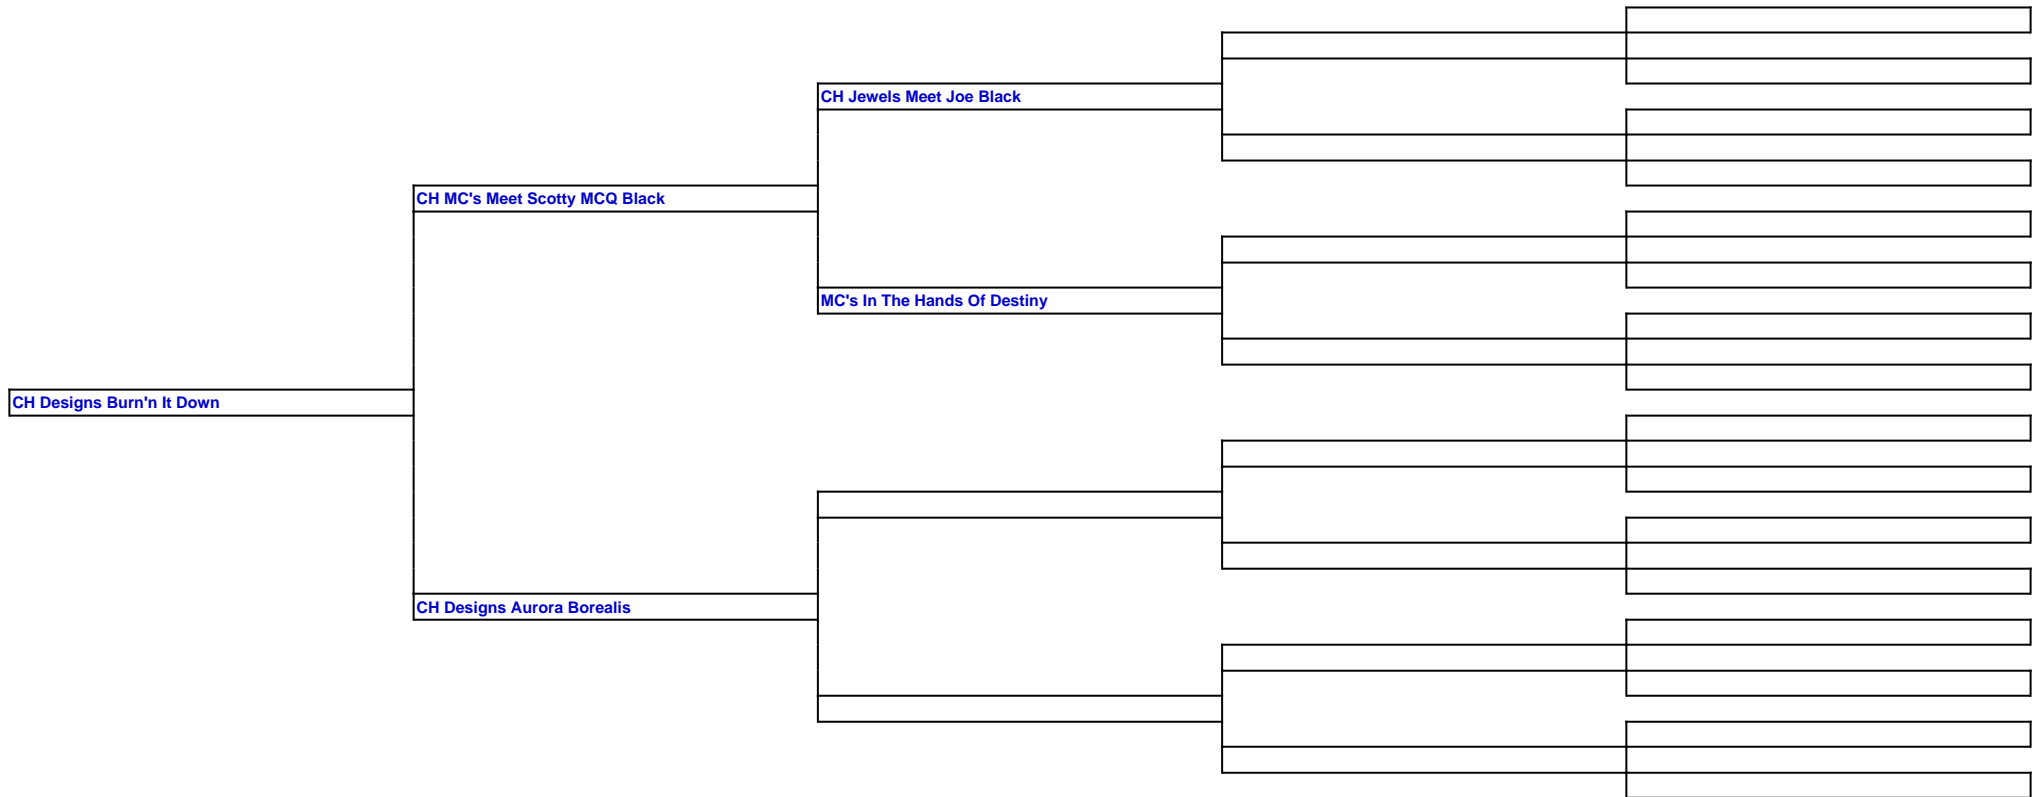 CH Jewels Meet Joe Black
CH MC's Meet Scotty MCQ Black
MC's In The Hands Of Destiny
CH Designs Burn'n It Down
CH Designs Aurora Borealis